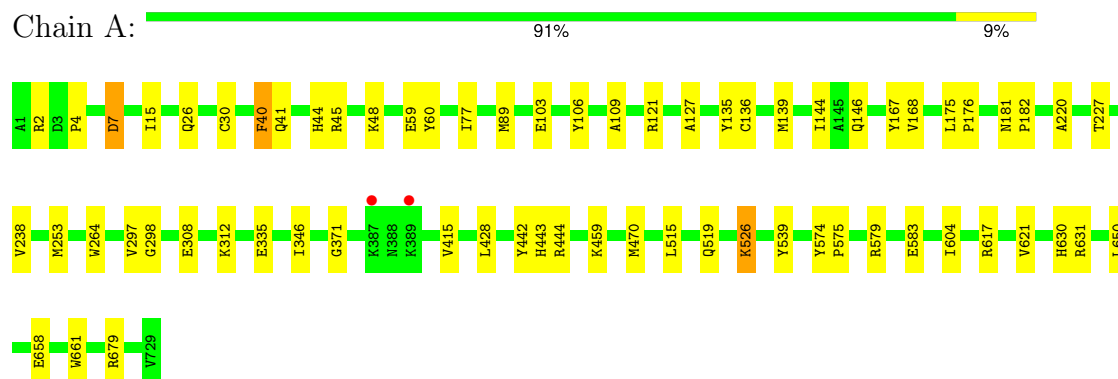 Chain A:
91% 9%
A1 R2 D3 P4 D7 I15 Q26 C30 F40 Q41 H44 R45 K48 E59 Y60 I77 M89 E103 Y106 A109 R121 A127 Y135 C136 M139 I144 A145 Q146 Y167 V168 L175 P176 N181 P182 A220 T227
V238 M253 W264 V297 G298 E308 K312 E335 I346 G371 K387 N388 K389 V415 L428 Y442 H443 R444 K459 M470 L515 Q519 K526 Y539 Y574 P575 R579 E583 I604 R617 V621 H630 R631 L650
E658 W661 R679 V729